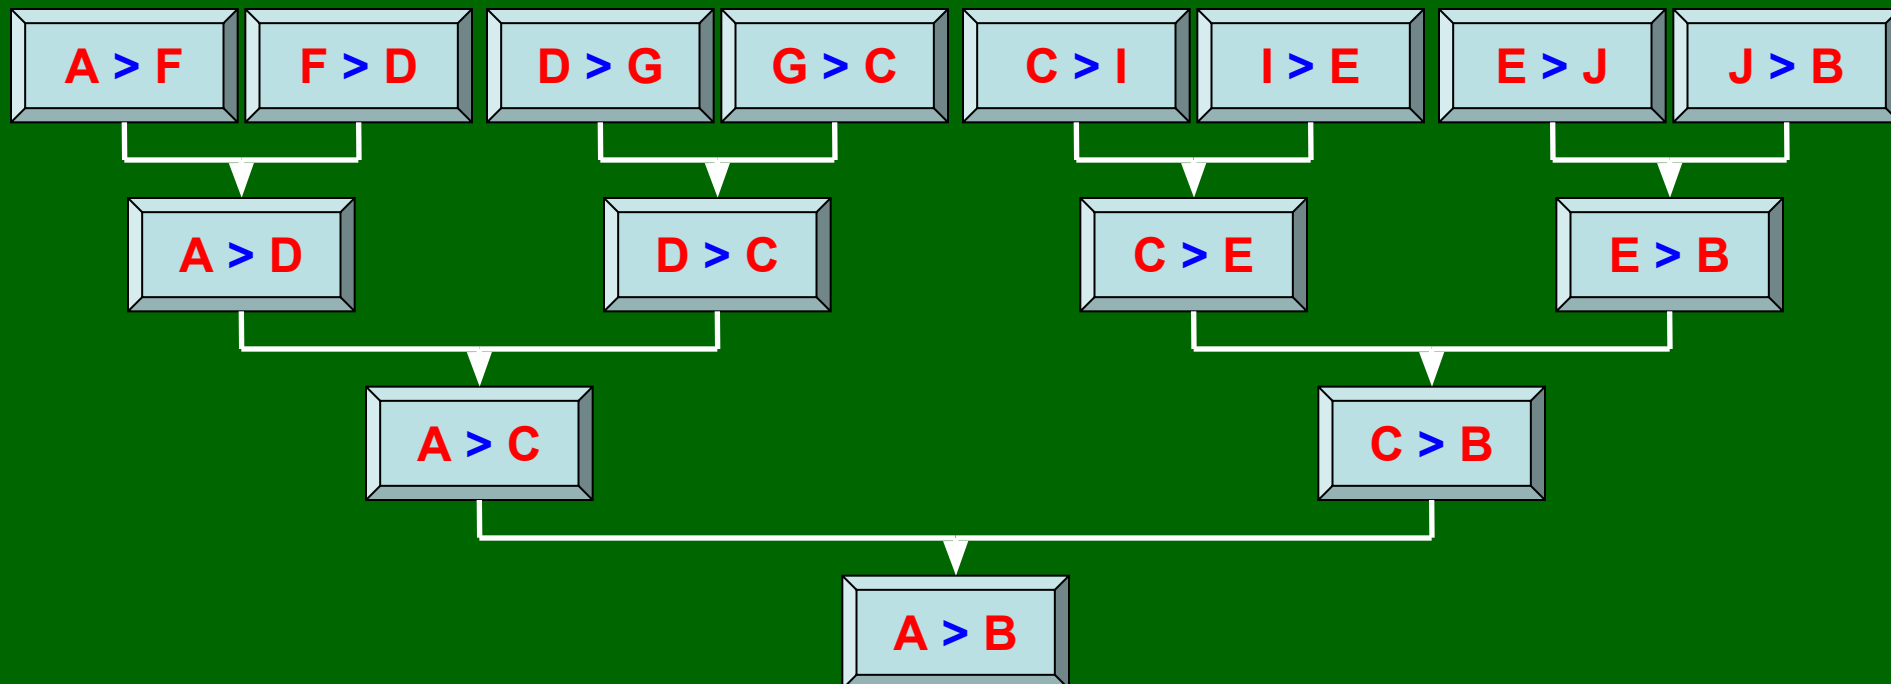 A > F
F > D
D > G
G > C
C > I
I > E
E > J
J > B
A > D
D > C
C > E
E > B
A > C
C > B
A > B